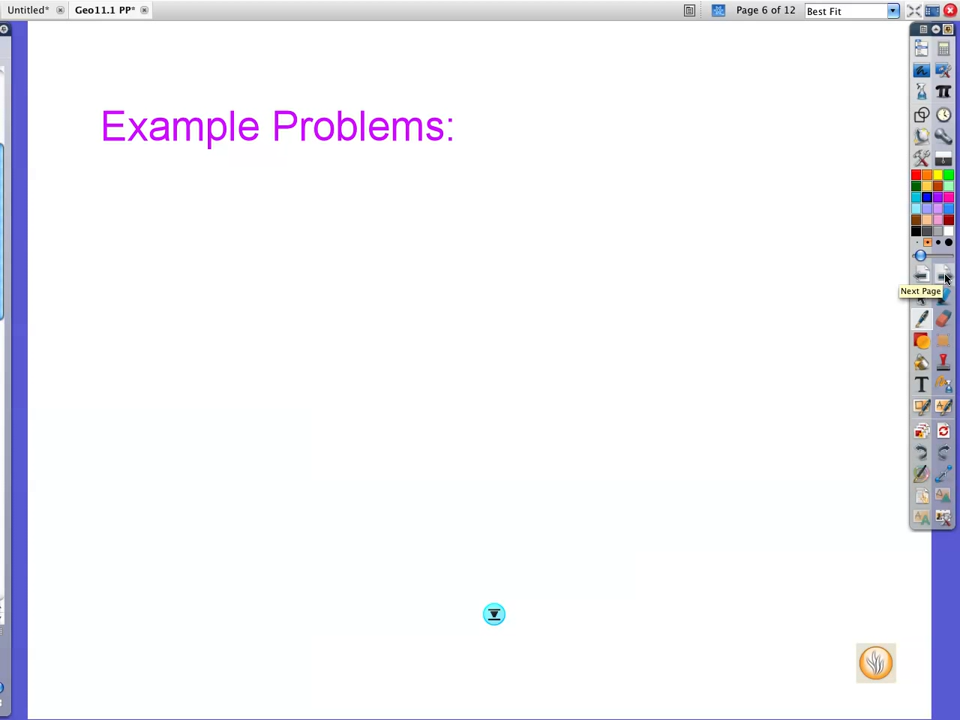 Untitled*
Geo11.1 PP*
Page 6 of 12
Best Fit
Example Problems:
Next Page
T